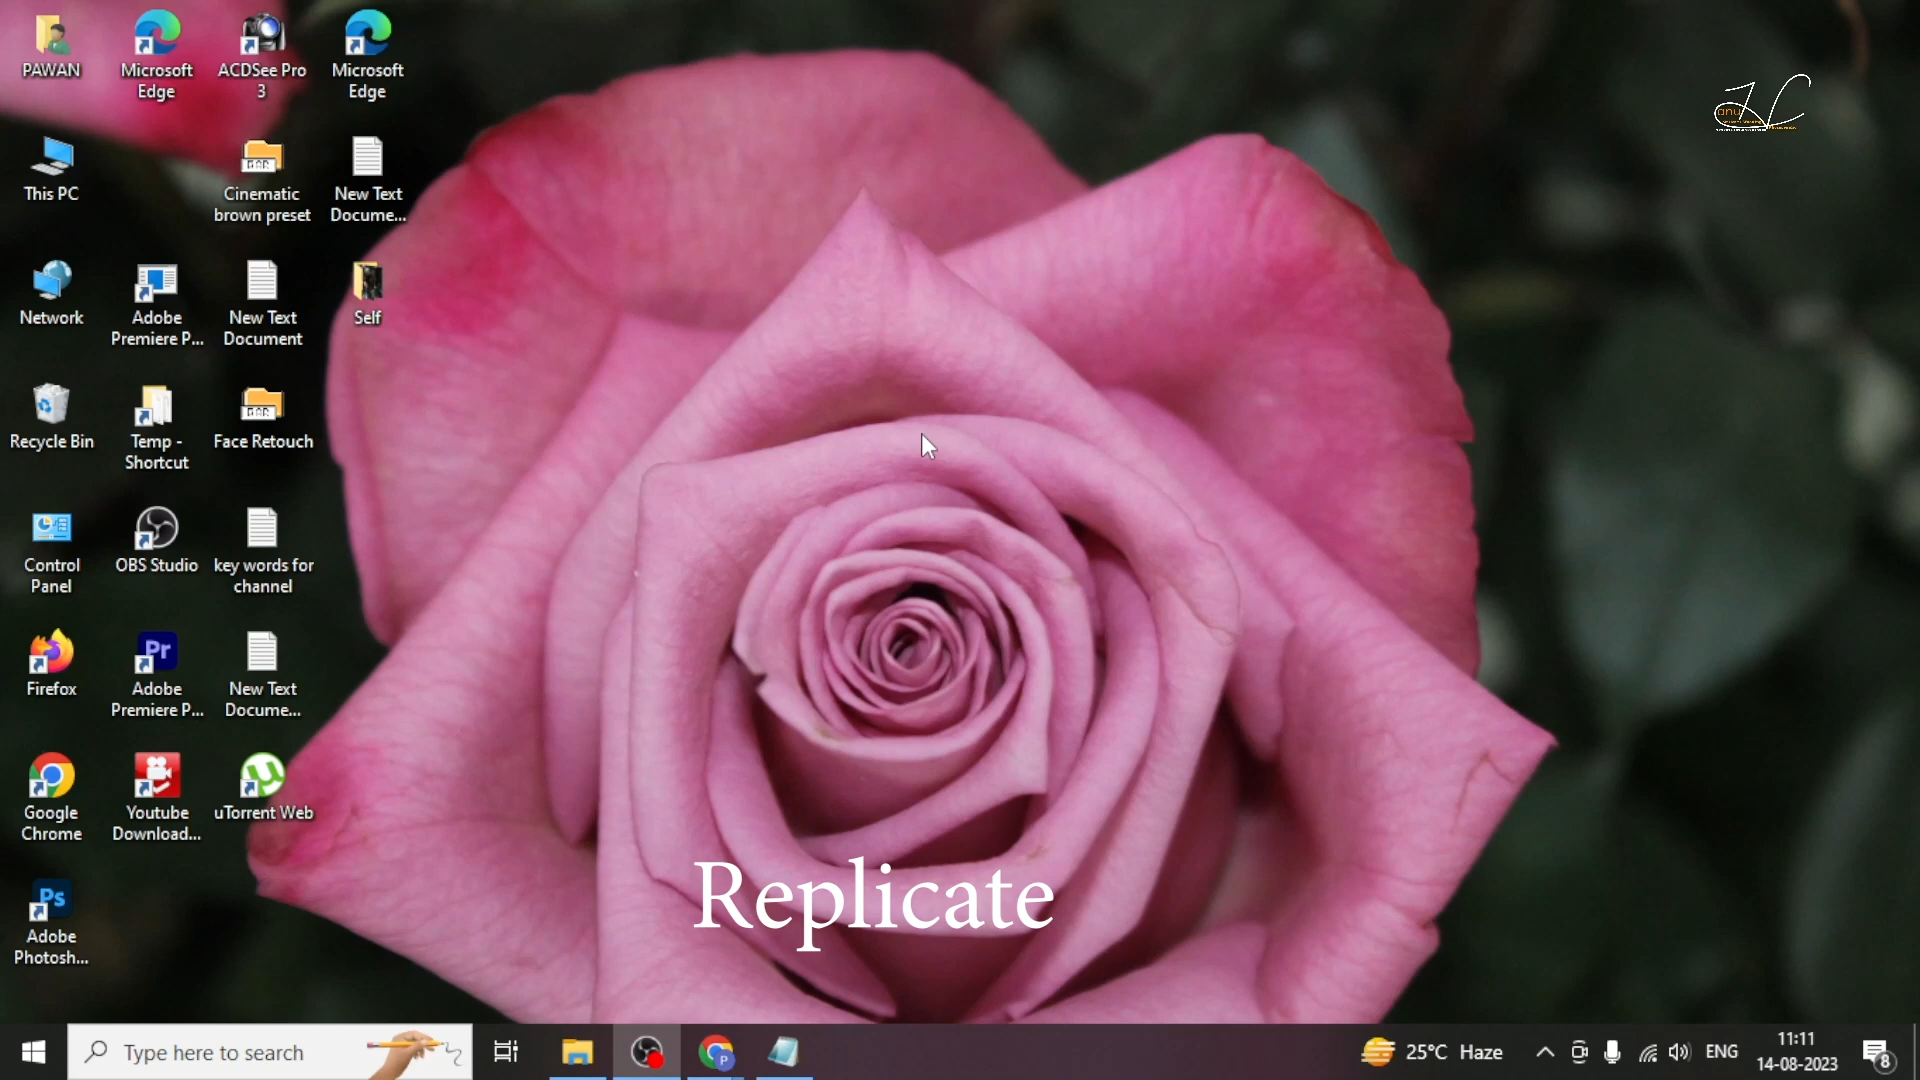 PAWAN
Microsoft
Edge
ACDSee Pro
3
Microsoft
Edge
This PC
Cinematic
brown preset
New Text
Docume...
Network
Adobe
Premiere P...
New Text
Document
Self
Recycle Bin
Temp -
Shortcut
Face Retouch
Control
Panel
OBS Studio
key words for
channel
Firefox
Adobe
Premiere P...
New Text
Docume...
Google
Chrome
Youtube
Download...
uTorrent Web
Adobe
Photosh...
Replicate
Type here to search
25°C Haze
ENG
11:11
14-08-2023
8